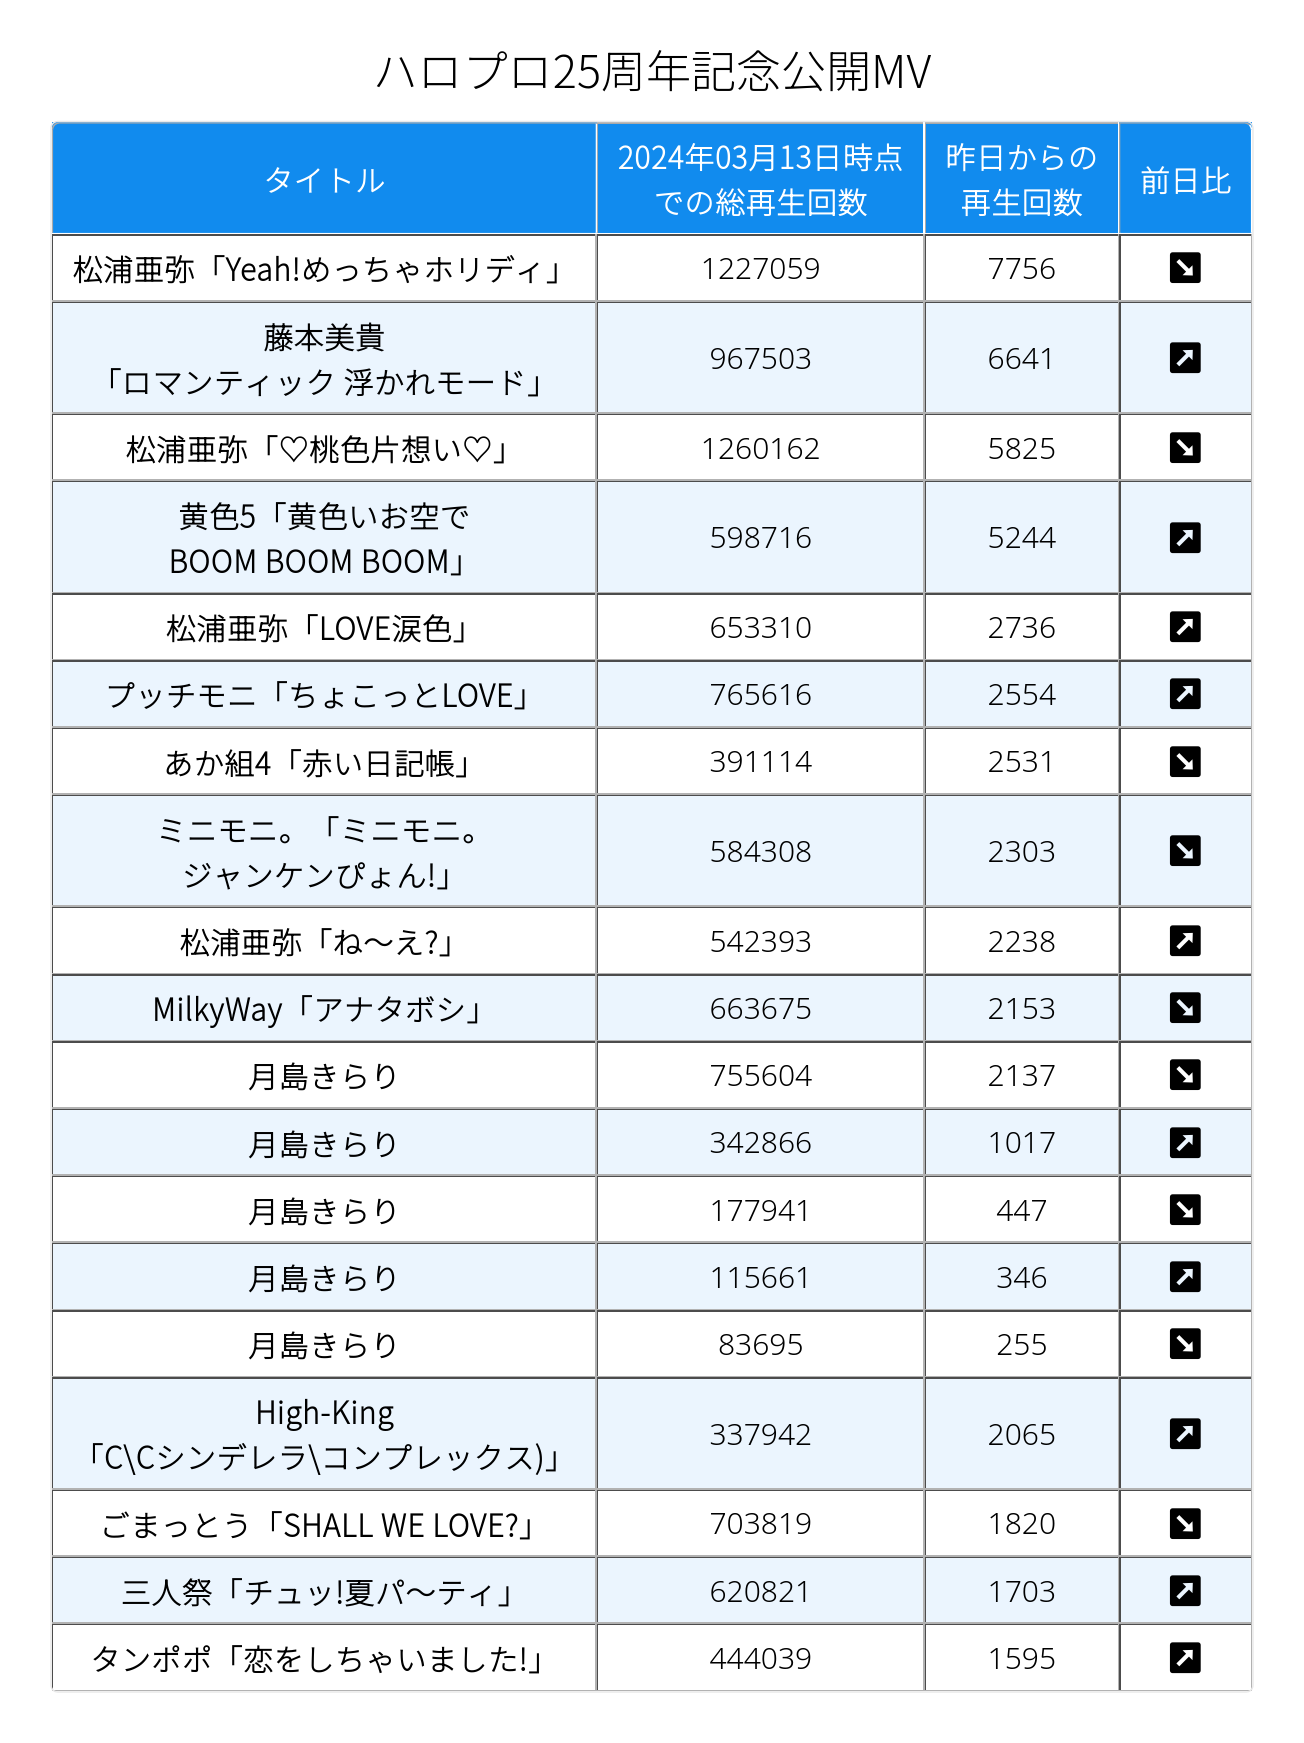 ハロプロ25周年記念公開MV
タイトル
2024年03月13日時点
での総再生回数
昨日からの
再生回数
前日比
松浦亜弥「Yeah!めっちゃホリディ」 1227059 7756
藤本美貴
「ロマンティック 浮かれモード」 967503 6641
松浦亜弥「♡桃色片想い♡」 1260162 5825
黄色5「黄色いお空で
BOOM BOOM BOOM」 598716 5244
松浦亜弥「LOVE涙色」 653310 2736
プッチモニ「ちょこっとLOVE」 765616 2554
あか組4「赤い日記帳」 391114 2531
ミニモニ。「ミニモニ。
ジャンケンぴょん!」 584308 2303
松浦亜弥「ね〜え?」 542393 2238
MilkyWay「アナタボシ」 663675 2153
月島きらり 755604 2137
月島きらり 342866 1017
月島きらり 177941 447
月島きらり 115661 346
月島きらり 83695 255
High-King
「C\Cシンデレラ\コンプレックス)」 337942 2065
ごまっとう「SHALL WE LOVE?」 703819 1820
三人祭「チュッ!夏パ〜ティ」 620821 1703
タンポポ「恋をしちゃいました!」 444039 1595